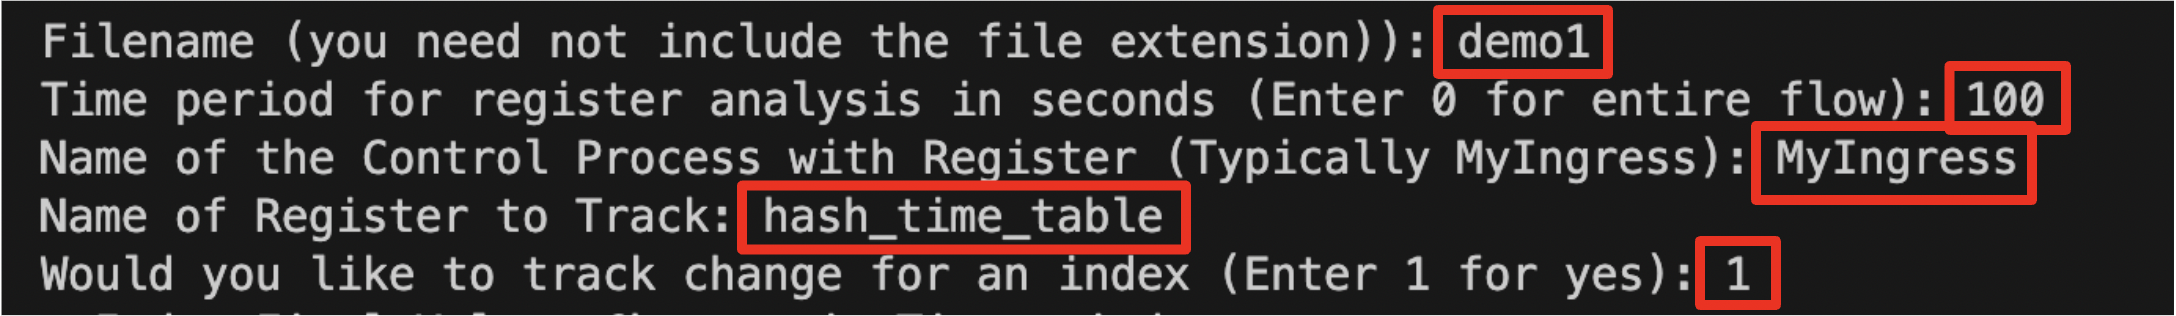 Filename (you need not include the file extension)): demo1
Time period for register analysis in seconds (Enter 0 for entire flow): 100
Name of the Control Process with Register (Typically MyIngress): MyIngress
Name of Register to Track: hash_time_table
Would you like to track change for an index (Enter 1 for yes): 1